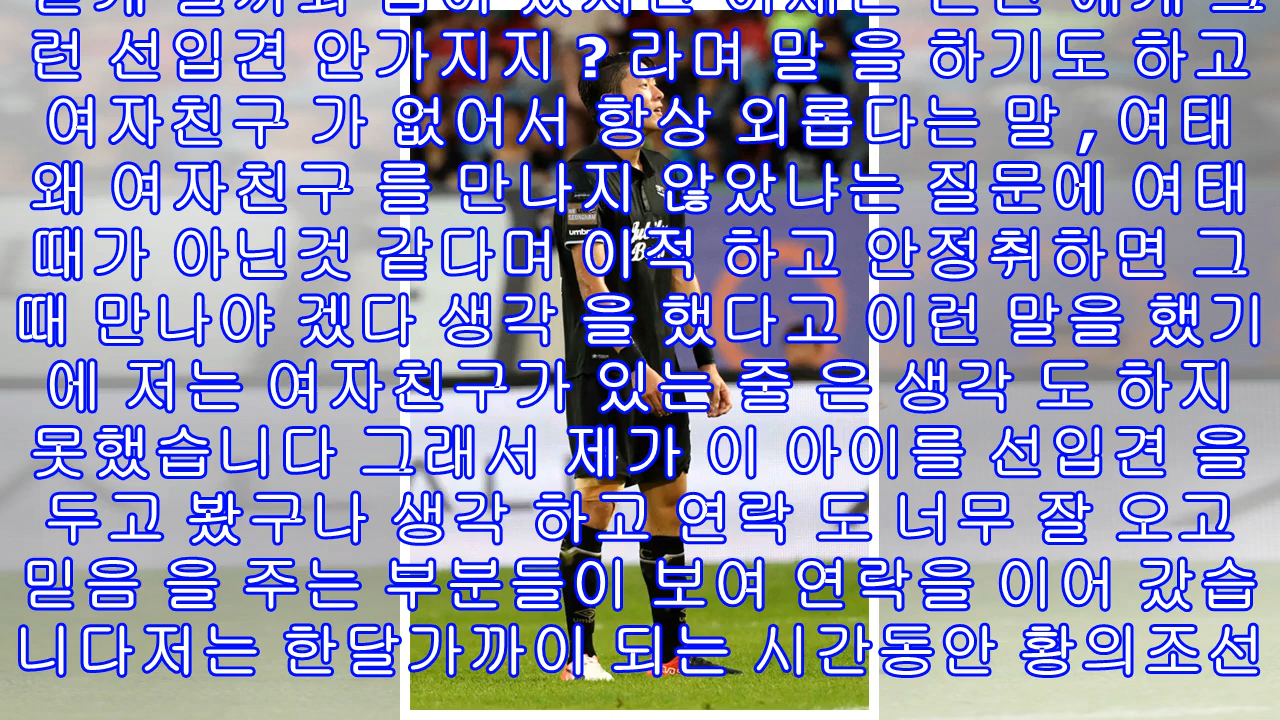 런 선입견 안가지지 ? 라며 말 을 하기도 하고
여자친구 가 없어서 항상 외롭다는 말 , 여태
왜 여자친구 를 만나지 않았냐는 질문에 여태
때가 아닌것 같다며 이적 하고 안정취하면 그
때 만나야 겠다 생각 을 했다고 이런 말을 했기
에 저는 여자친구가 있는 줄 은 생각 도 하지
못했습니다 그래서 제가 이 아이를 선입견 을
두고 봤구나 생각 하고 연락 도 너무 잘 오고
믿음 을 주는 부분들이 보여 연락을 이어 갔습
니다저는 한달가까이 되는 시간동안 황의조선